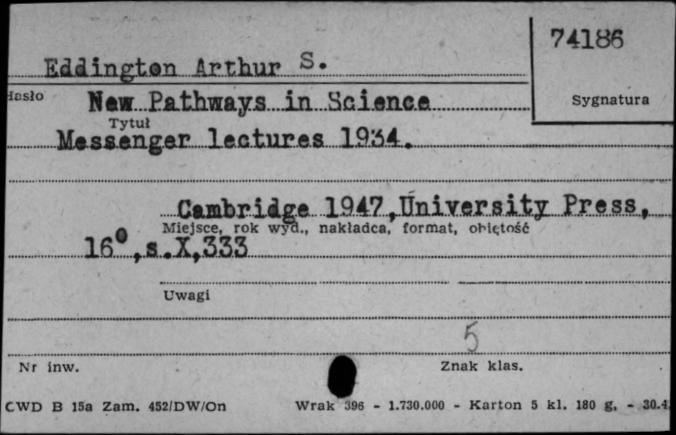 74186
Eddington Arthur S.
Sygnatura
Hasło New Pathways in Science
Tytuł
Messenger lectures 1934.
Cambridge 1947, University Press,
Miejsce, rok wyd., nakładca, format, objętość
16°, s. X, 333
Uwagi
5
Nr inw.
Znak klas.
CWD B 15a Zam. 452/DW/On Wrak 396 - 1.730.000 - Karton 5 kl. 180 g. - 30.4